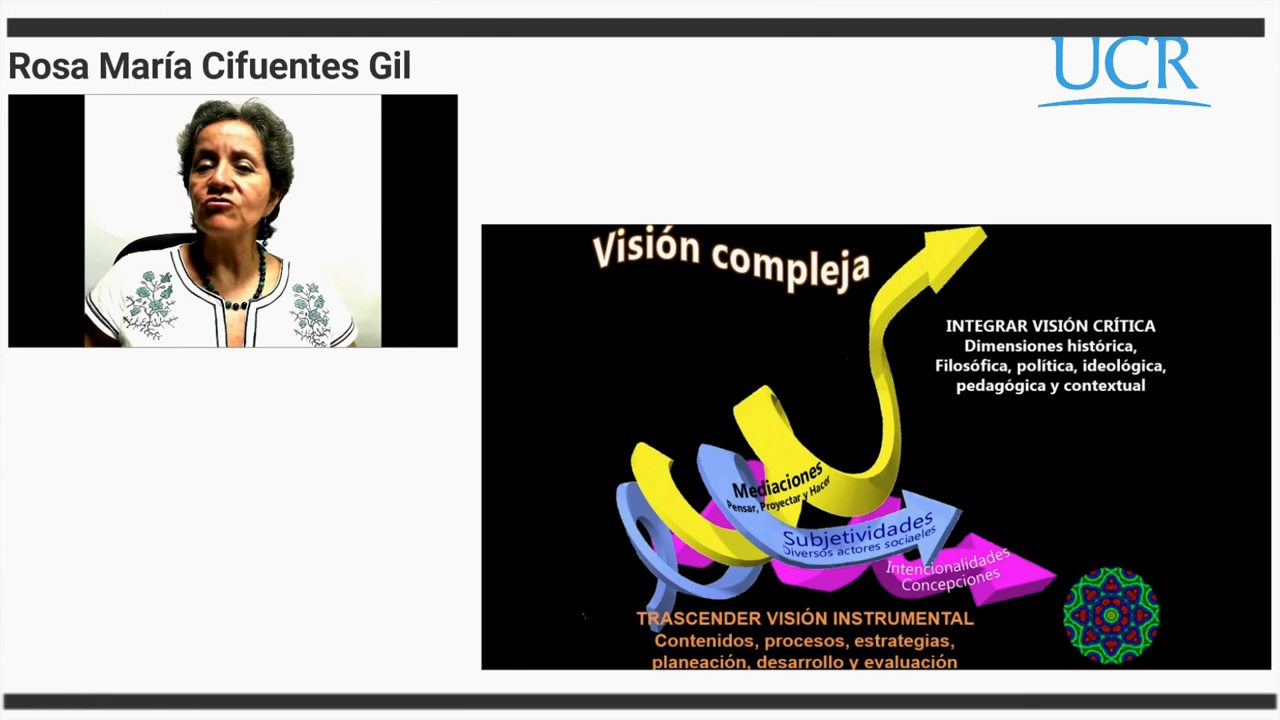 Rosa María Cifuentes Gil
UCR
Visión compleja
INTEGRAR VISIÓN CRÍTICA
Dimensiones histórica,
Filosófica, política, ideológica,
pedagógica y contextual
Mediaciones
Pensar, Proyectar y Hacer
Subjetividades
Diversos actores sociaeles
Intencionalidades
Concepciones
TRASCENDER VISIÓN INSTRUMENTAL
Contenidos, procesos, estrategias,
planeación, desarrollo y evaluación